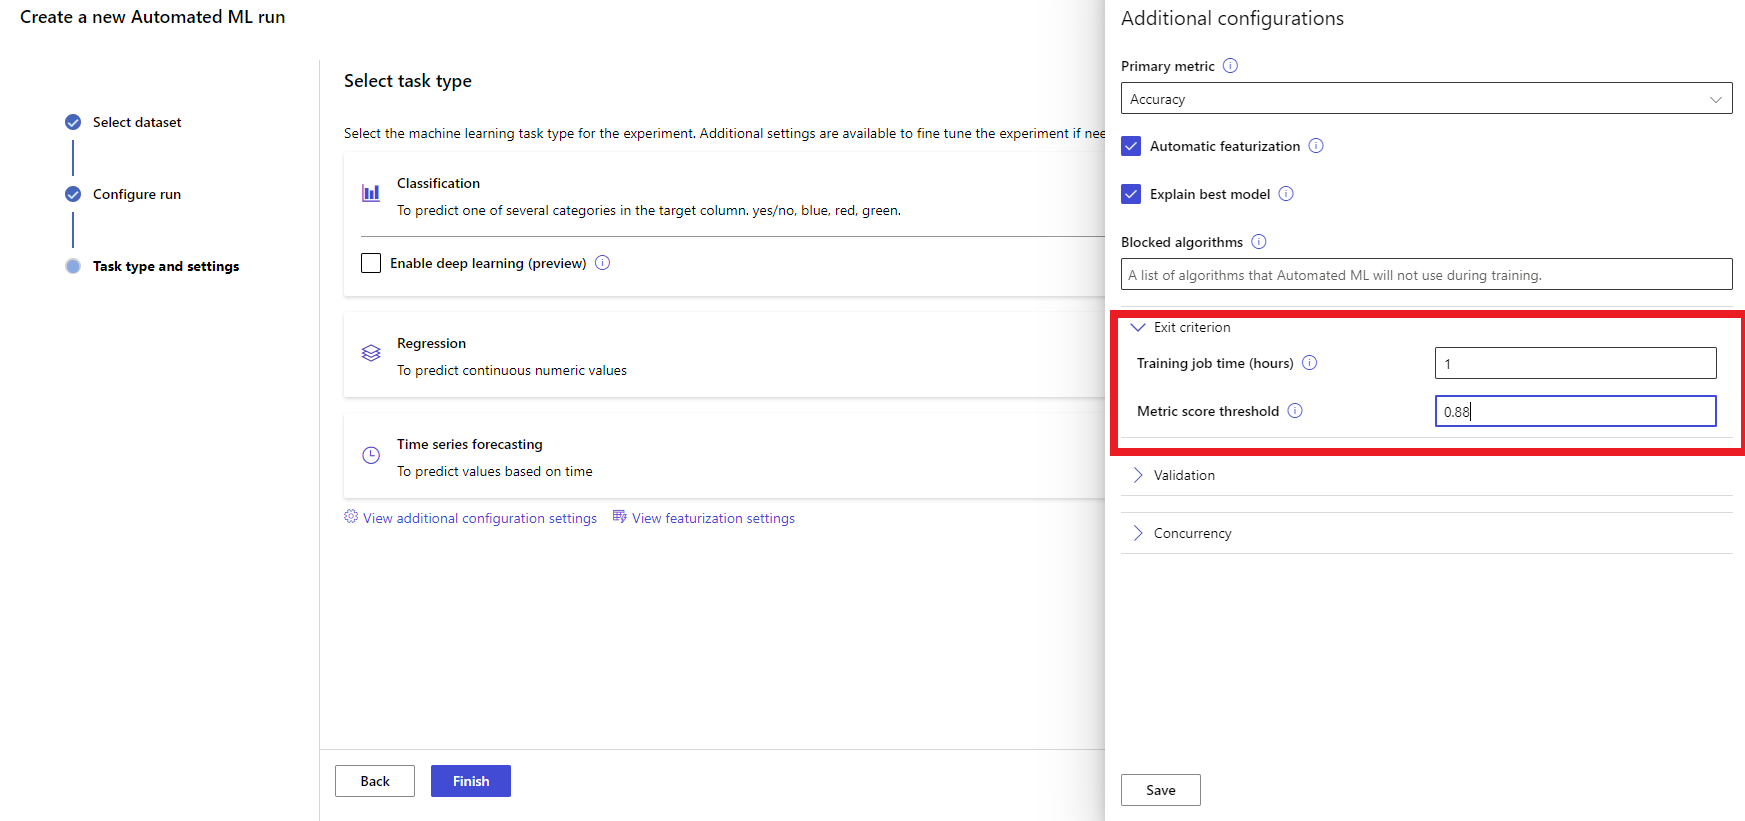 Create a new Automated ML run
Select dataset
Configure run
Task type and settings
Select task type
Select the machine learning task type for the experiment. Additional settings are available to fine tune the experiment if nee
Classification
To predict one of several categories in the target column. yes/no, blue, red, green.
Enable deep learning (preview)
Regression
To predict continuous numeric values
Time series forecasting
To predict values based on time
View additional configuration settings View featurization settings
Back Finish
Additional configurations
Primary metric
Accuracy
Automatic featurization
Explain best model
Blocked algorithms
A list of algorithms that Automated ML will not use during training.
Exit criterion
Training job time (hours) 1
Metric score threshold 0.88
Validation
Concurrency
Save